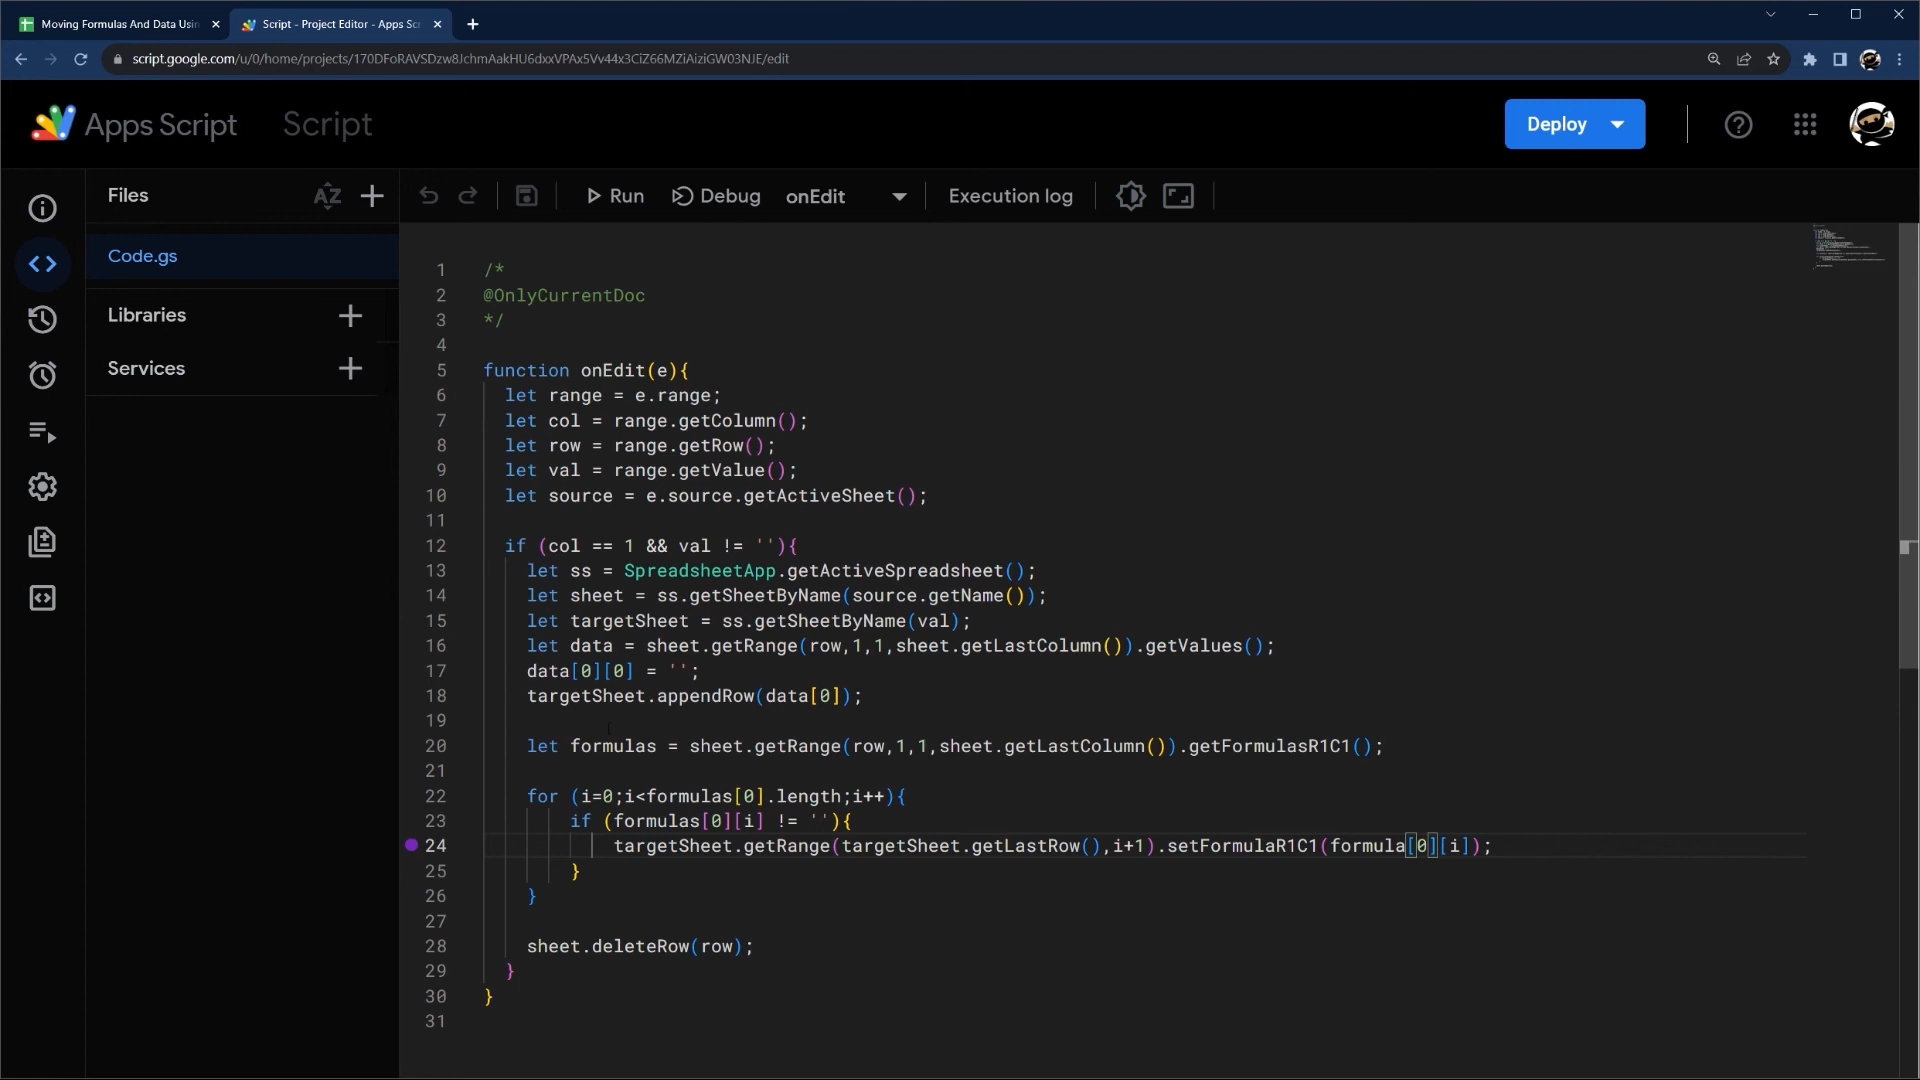 Moving Formulas And Data Usin
Script - Project Editor - Apps Scr
script.google.com/u/0/home/projects/170DFoRAVSDzw8JchmAakHU6dxxVPAx5Vv44x3CiZ66MZiAiziGW03NJE/edit
Apps Script Script
Deploy
Files
Run Debug onEdit Execution log
Code.gs
Libraries
Services
1 /*
2 @OnlyCurrentDoc
3 */
4
5 function onEdit(e){
6 let range = e.range;
7 let col = range.getColumn();
8 let row = range.getRow();
9 let val = range.getValue();
10 let source = e.source.getActiveSheet();
11
12 if (col == 1 && val != ''){
13 let ss = SpreadsheetApp.getActiveSpreadsheet();
14 let sheet = ss.getSheetByName(source.getName());
15 let targetSheet = ss.getSheetByName(val);
16 let data = sheet.getRange(row,1,1,sheet.getLastColumn()).getValues();
17 data[0][0] = '';
18 targetSheet.appendRow(data[0]);
19
20 let formulas = sheet.getRange(row,1,1,sheet.getLastColumn()).getFormulasR1C1();
21
22 for (i=0;i<formulas[0].length;i++){
23 if (formulas[0][i] != ''){
24 targetSheet.getRange(targetSheet.getLastRow(),i+1).setFormulaR1C1(formula[0][i]);
25 }
26 }
27
28 sheet.deleteRow(row);
29 }
30 }
31